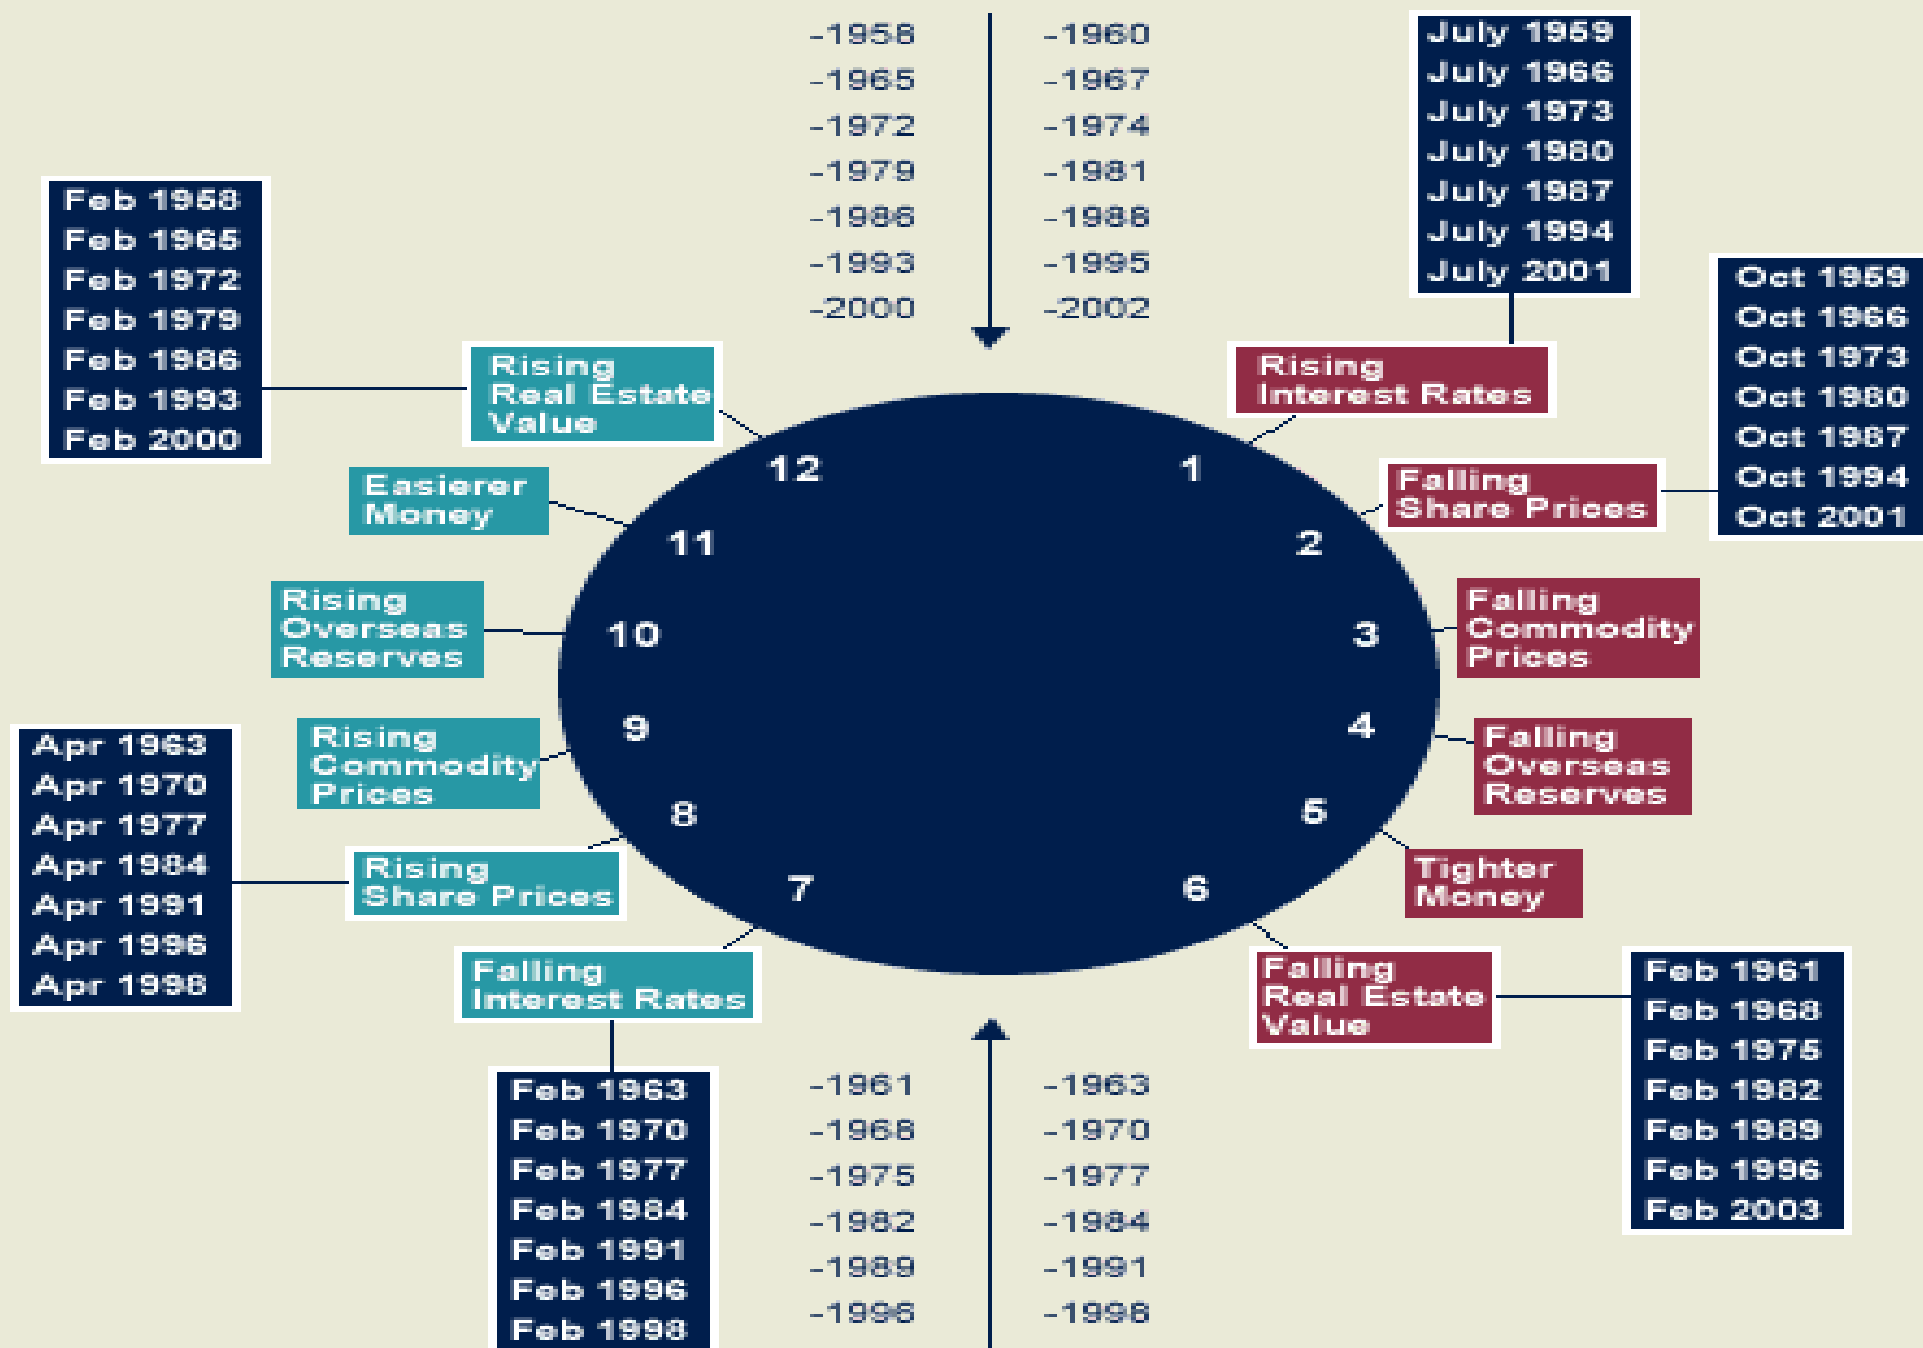 -1958
-1965
-1972
-1979
-1986
-1993
-2000
-1960
-1967
-1974
-1981
-1988
-1995
-2002
July 1959
July 1966
July 1973
July 1980
July 1987
July 1994
July 2001
Oct 1959
Oct 1966
Oct 1973
Oct 1980
Oct 1987
Oct 1994
Oct 2001
Feb 1958
Feb 1965
Feb 1972
Feb 1979
Feb 1986
Feb 1993
Feb 2000
Rising
Real Estate
Value
Rising
Interest Rates
12
1
Easierer
Money
11
Falling
Share Prices
2
Rising
Overseas
Reserves
10
Falling
Commodity
Prices
3
Rising
Commodity
Prices
9
Falling
Overseas
Reserves
4
Apr 1963
Apr 1970
Apr 1977
Apr 1984
Apr 1991
Apr 1996
Apr 1998
Rising
Share Prices
8
Tighter
Money
5
Falling
Interest Rates
7
Falling
Real Estate
Value
6
Feb 1963
Feb 1970
Feb 1977
Feb 1984
Feb 1991
Feb 1996
Feb 1998
-1961
-1968
-1975
-1982
-1989
-1996
-1963
-1970
-1977
-1984
-1991
-1998
Feb 1961
Feb 1968
Feb 1975
Feb 1982
Feb 1989
Feb 1996
Feb 2003